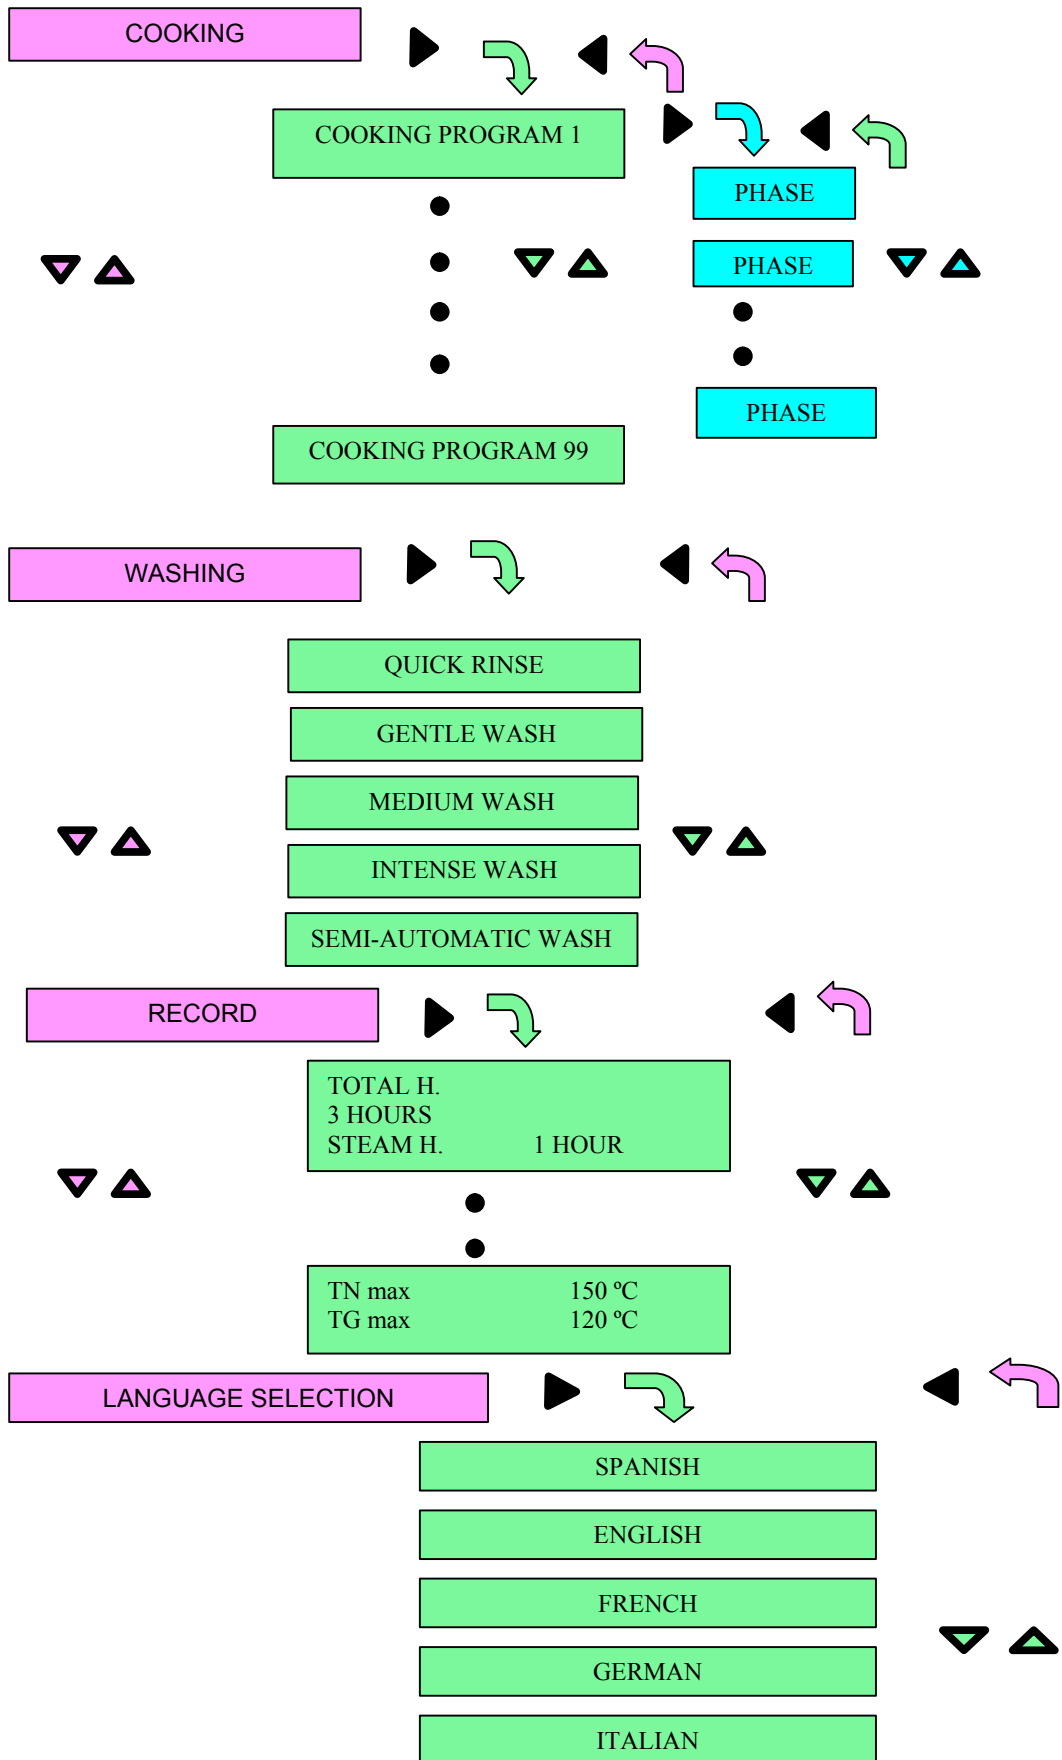 COOKING
COOKING PROGRAM 1
PHASE
PHASE
PHASE
COOKING PROGRAM 99
WASHING
QUICK RINSE
GENTLE WASH
MEDIUM WASH
INTENSE WASH
SEMI-AUTOMATIC WASH
RECORD
TOTAL H.
3 HOURS
STEAM H. 1 HOUR
TN max 150 ºC
TG max 120 ºC
LANGUAGE SELECTION
SPANISH
ENGLISH
FRENCH
GERMAN
ITALIAN